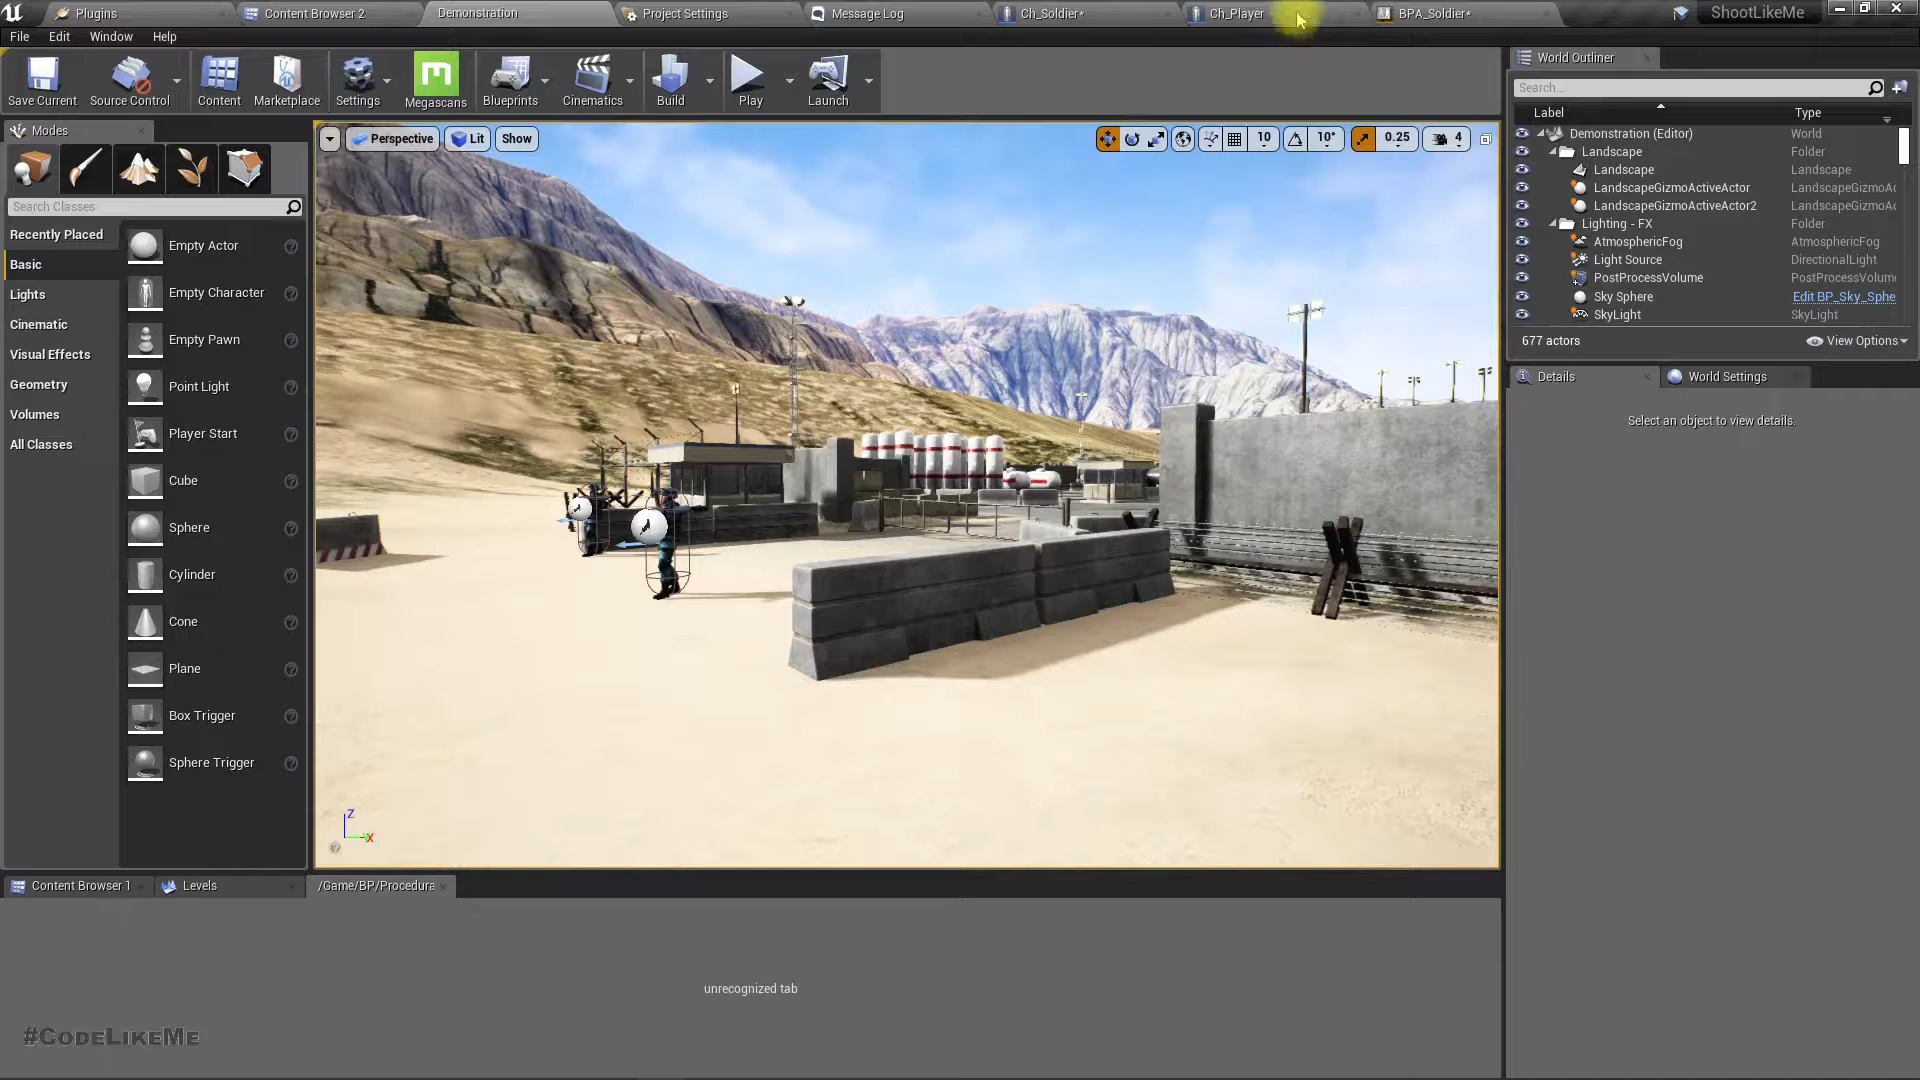 Plugins
Content Browser 2
Demonstration
Project Settings
Message Log
Ch_Soldier*
Ch_Player
BPA_Soldier*
ShootLikeMe
File
Edit
Window
Help
Save Current
Source Control
Content
Marketplace
Settings
Megascans
Blueprints
Cinematics
Build
Play
Launch
Modes
Search Classes
Recently Placed
Basic
Lights
Cinematic
Visual Effects
Geometry
Volumes
All Classes
Empty Actor
Empty Character
Empty Pawn
Point Light
Player Start
Cube
Sphere
Cylinder
Cone
Plane
Box Trigger
Sphere Trigger
Perspective
Lit
Show
10
10°
0.25
4
Z
X
World Outliner
Search...
Label
Type
Demonstration (Editor)
World
Landscape
Folder
Landscape
Landscape
LandscapeGizmoActiveActor
LandscapeGizmoAc
LandscapeGizmoActiveActor2
LandscapeGizmoAc
Lighting - FX
Folder
AtmosphericFog
AtmosphericFog
Light Source
DirectionalLight
PostProcessVolume
PostProcessVolum
Sky Sphere
Edit BP_Sky_Sphe
SkyLight
SkyLight
677 actors
View Options
Details
World Settings
Select an object to view details.
Content Browser 1
Levels
/Game/BP/Procedura
unrecognized tab
#CodeLikeMe